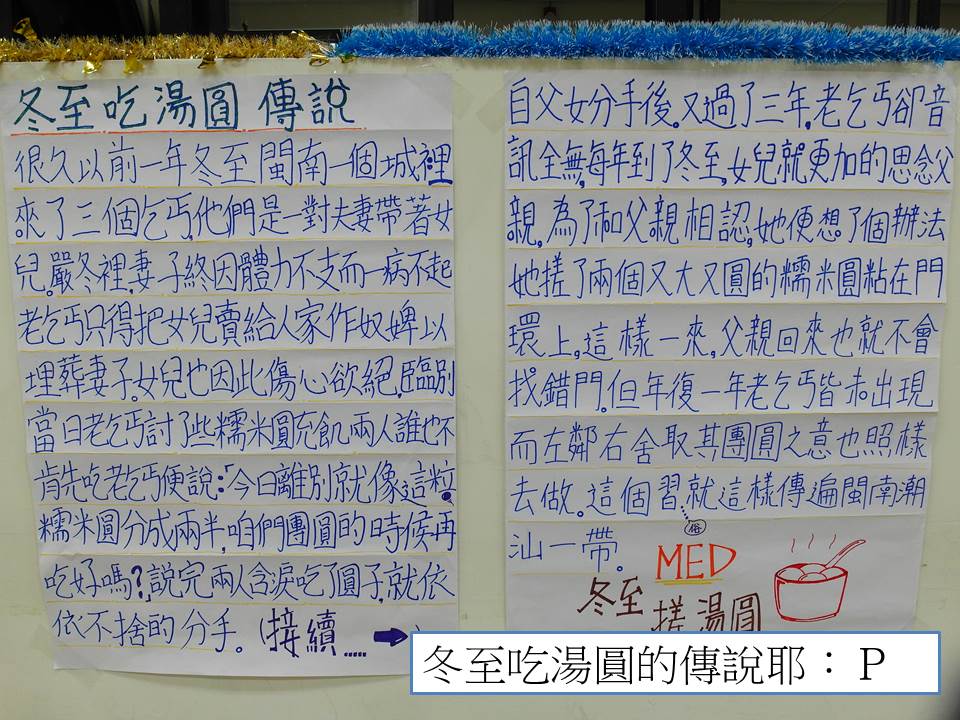 冬至吃湯圓 傳說
很久以前一年冬至閩南一個城裡
來了三個乞丐,他們是一對夫妻帶著女
兒。嚴冬裡,妻子終因體力不支而一病不起
老乞丐只得把女兒賣給人家作奴婢以
埋葬妻子。女兒也因此傷心欲絕,臨別
當日老乞丐討了些糯米圓充飢兩人誰也不
肯先吃老乞丐便說:「今日離別就像這粒
糯米圓分成兩半,咱們團圓的時候再
吃好嗎?說完兩人含淚吃了圓子,就依
依不捨的分手。(接續.....➡)
自父女分手後。又過了三年,老乞丐卻音
訊全無,每年到了冬至,女兒就更加的思念父
親。為了和父親相認,她便想了個辦法
她搓了兩個又大又圓的糯米圓粘在門
環上,這樣一來,父親回來也就不會
找錯門。但年復一年老乞丐皆未出現
而左鄰右舍取其團圓之意也照樣
去做。這個習就這樣傳遍閩南潮
俗
汕一帶。
MED
冬至
搓湯圓
冬至吃湯圓的傳說耶：P